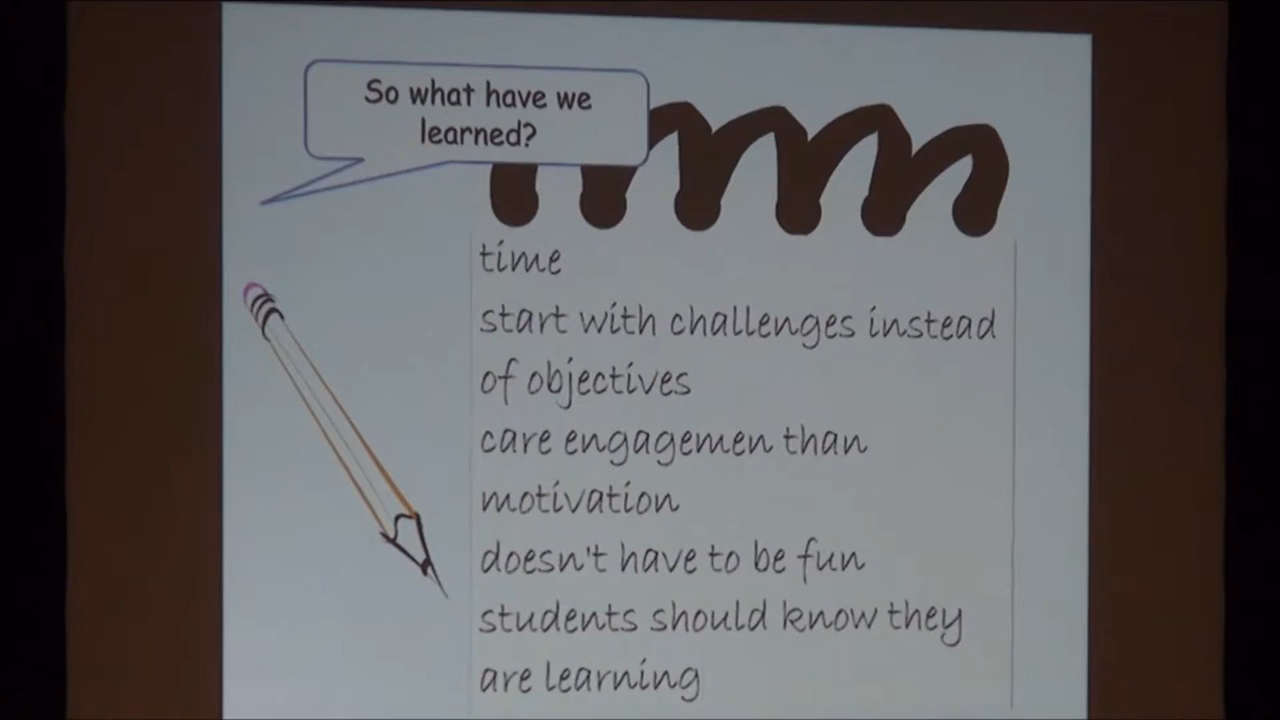 So what have we
learned?
time
start with challenges instead
of objectives
care engagemen than
motivation
doesn't have to be fun
students should know they
are learning